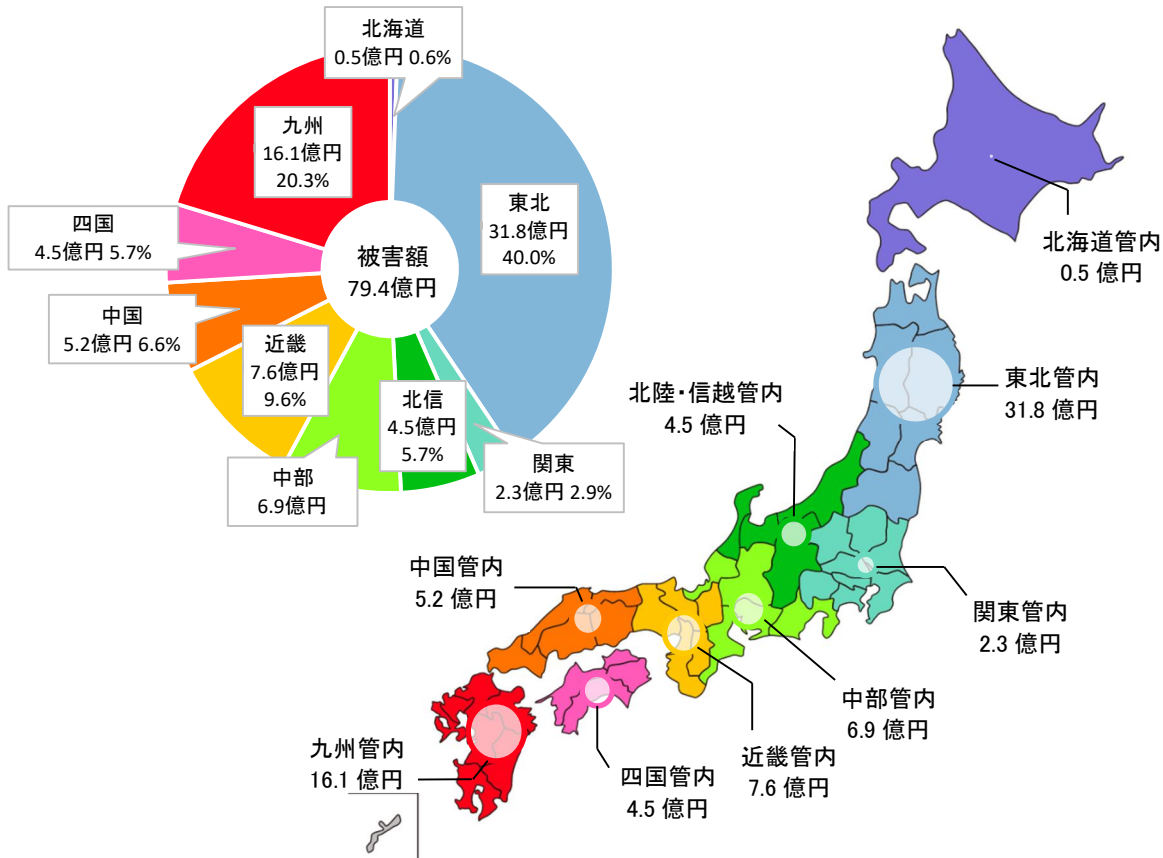 北海道
0.5億円 0.6%
九州
16.1億円
20.3%
東北
31.8億円
40.0%
四国
4.5億円 5.7%
被害額
79.4億円
中国
5.2億円 6.6%
近畿
7.6億円
9.6%
北信
4.5億円
5.7%
中部
6.9億円
関東
2.3億円 2.9%
北海道管内
0.5 億円
東北管内
31.8 億円
北陸・信越管内
4.5 億円
中国管内
5.2 億円
関東管内
2.3 億円
中部管内
6.9 億円
九州管内
16.1 億円
近畿管内
7.6 億円
四国管内
4.5 億円